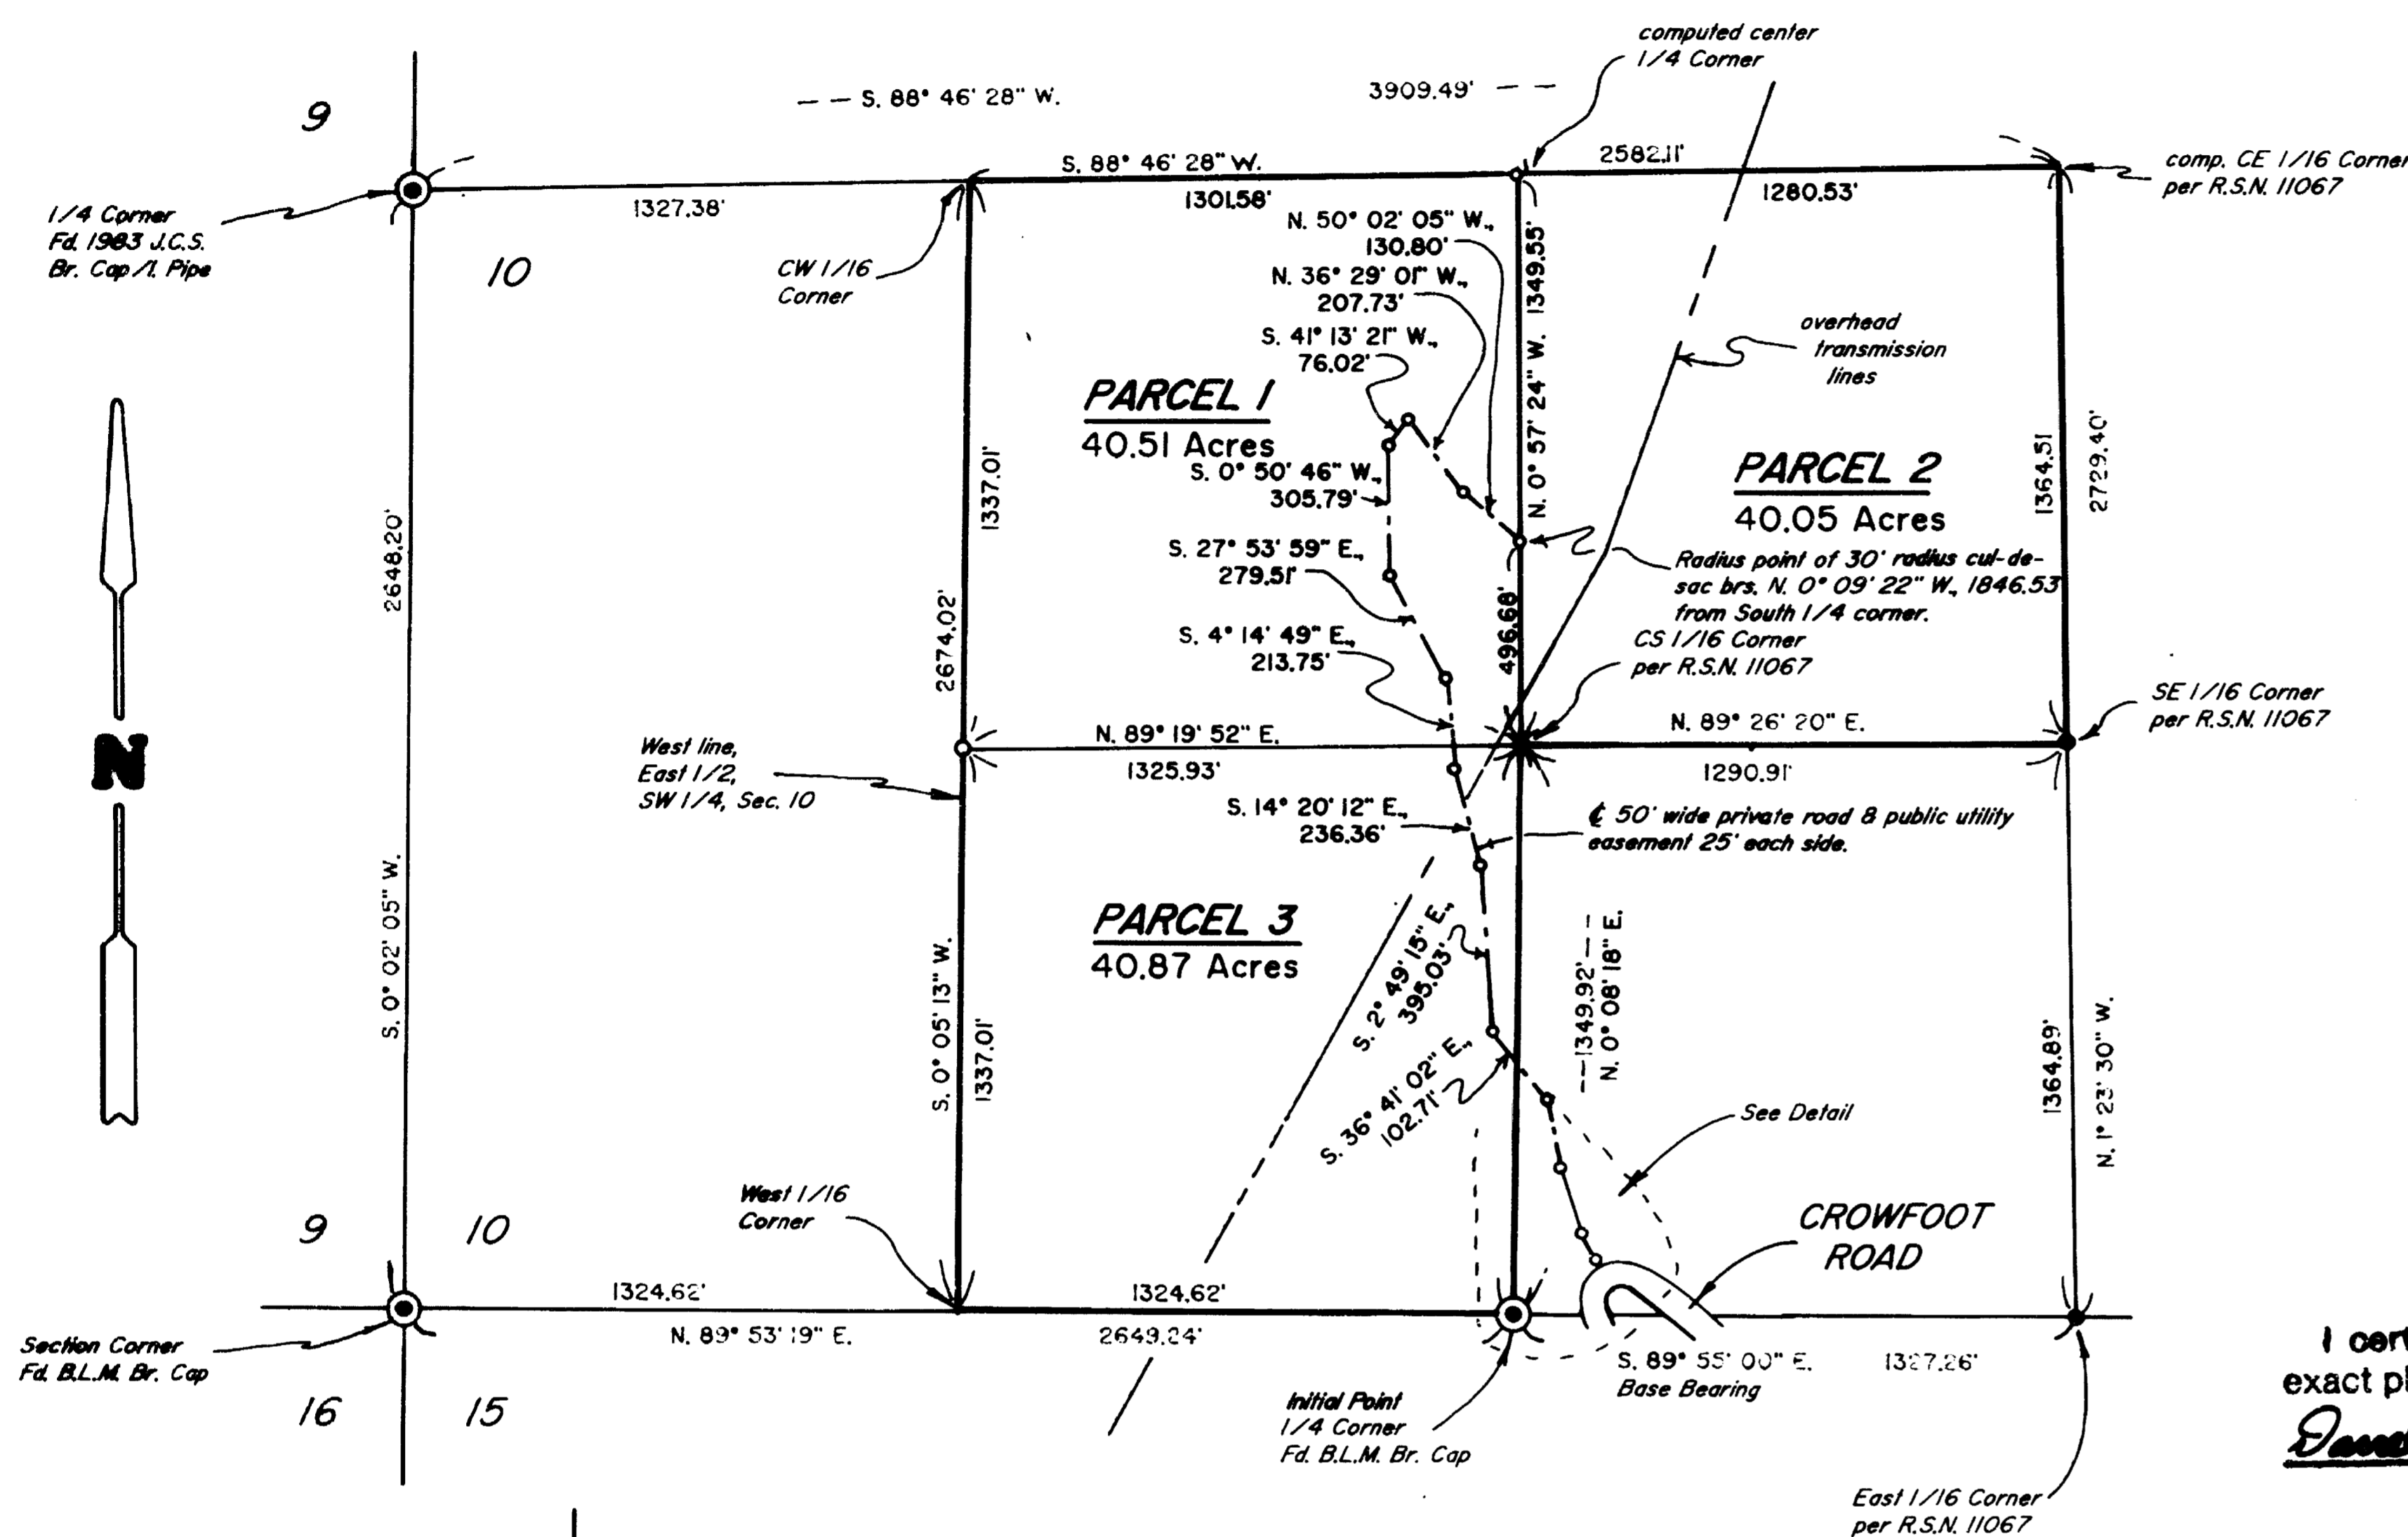 computed center
1/4 Corner
9
— — S. 88° 46' 28" W.
3909.49' — —
S. 88° 46' 28" W.
2582.11'
comp. CE 1/16 Corner
per R.S.N. 11067
1/4 Corner
Fd. 1983 J.C.S.
Br. Cap/I. Pipe
1327.38'
1301.58'
1280.53'
10
CW 1/16
Corner
N. 50° 02' 05" W.,
130.80'
N. 36° 29' 01" W.,
207.73'
S. 41° 13' 21" W.,
76.02'
N. 0° 57' 24" W. 1349.55'
overhead
transmission
lines
PARCEL 1
40.51 Acres
S. 0° 50' 46" W.,
305.79'
PARCEL 2
40.05 Acres
1364.51
2729.40'
2648.20'
1337.01'
S. 27° 53' 59" E.,
279.51'
Radius point of 30' radius cul-de-
sac brs. N. 0° 09' 22" W., 1846.53
from South 1/4 corner.
2674.02'
496.68'
S. 4° 14' 49" E.,
213.75'
CS 1/16 Corner
per R.S.N. 11067
SE 1/16 Corner
per R.S.N. 11067
N
West line,
East 1/2,
SW 1/4, Sec. 10
N. 89° 19' 52" E.
1325.93'
N. 89° 26' 20" E.
1290.91'
S. 14° 20' 12" E.,
236.36'
℄ 50' wide private road & public utility
easement 25' each side.
S. 0° 02' 05" W.
PARCEL 3
40.87 Acres
S. 2° 49' 15" E.,
395.03'
--1349.92'--
N. 0° 08' 18" E.
S. 0° 05' 13" W.
1337.01'
S. 36° 41' 02" E.,
102.71'
See Detail
1364.89'
N. 1° 23' 30" W.
West 1/16
Corner
9
10
CROWFOOT
ROAD
1324.62'
1324.62'
Section Corner
Fd. B.L.M. Br. Cap
N. 89° 53' 19" E.
2649.24'
S. 89° 55' 00" E. 1327.26'
Base Bearing
16
15
Initial Point
1/4 Corner
Fd. B.L.M. Br. Cap
I cer
exact pl
East 1/16 Corner
per R.S.N. 11067